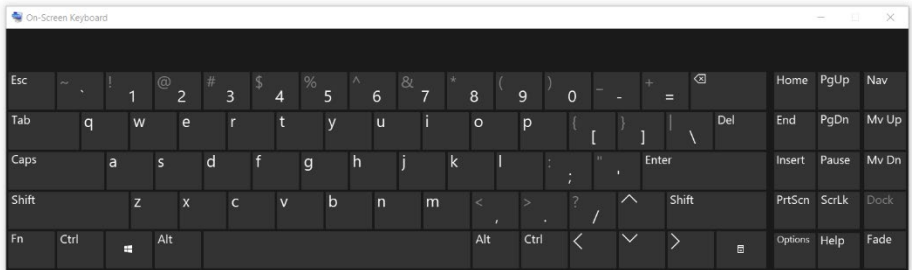 On-Screen Keyboard
Esc ~ ` ! 1 @ 2 # 3 $ 4 % 5 ^ 6 & 7 * 8 ( 9 ) 0 _ - + = Home PgUp Nav
Tab q w e r t y u i o p { [ } ] | \ Del End PgDn Mv Up
Caps a s d f g h j k l : ; " ' Enter Insert Pause Mv Dn
Shift z x c v b n m < , > . ? / Shift PrtScn ScrLk Dock
Fn Ctrl Alt Alt Ctrl Options Help Fade